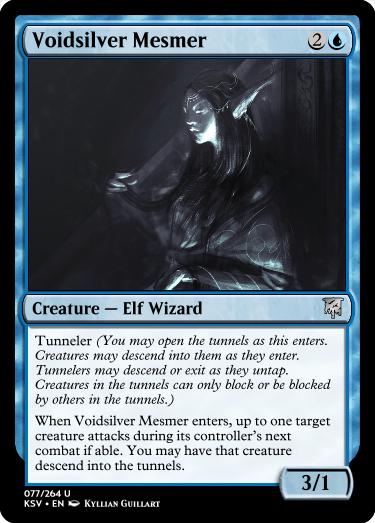 Voidsilver Mesmer 2
Creature — Elf Wizard
Tunneler (You may open the tunnels as this enters.
Creatures may descend into them as they enter.
Tunnelers may descend or exit as they untap.
Creatures in the tunnels can only block or be blocked
by others in the tunnels.)
When Voidsilver Mesmer enters, up to one target
creature attacks during its controller's next
combat if able. You may have that creature
descend into the tunnels.
3/1
077/264 U
KSV • EN Kyllian Guillart